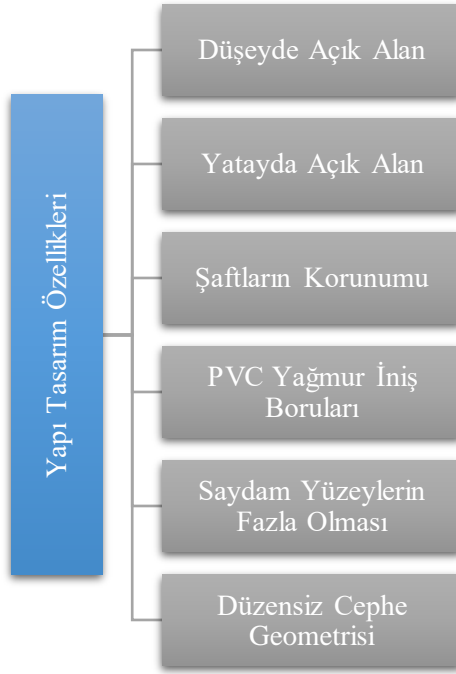 Yapı Tasarım Özellikleri
Düşeyde Açık Alan
Yatayda Açık Alan
Şaftların Korunumu
PVC Yağmur İniş
Boruları
Saydam Yüzeylerin
Fazla Olması
Düzensiz Cephe
Geometrisi